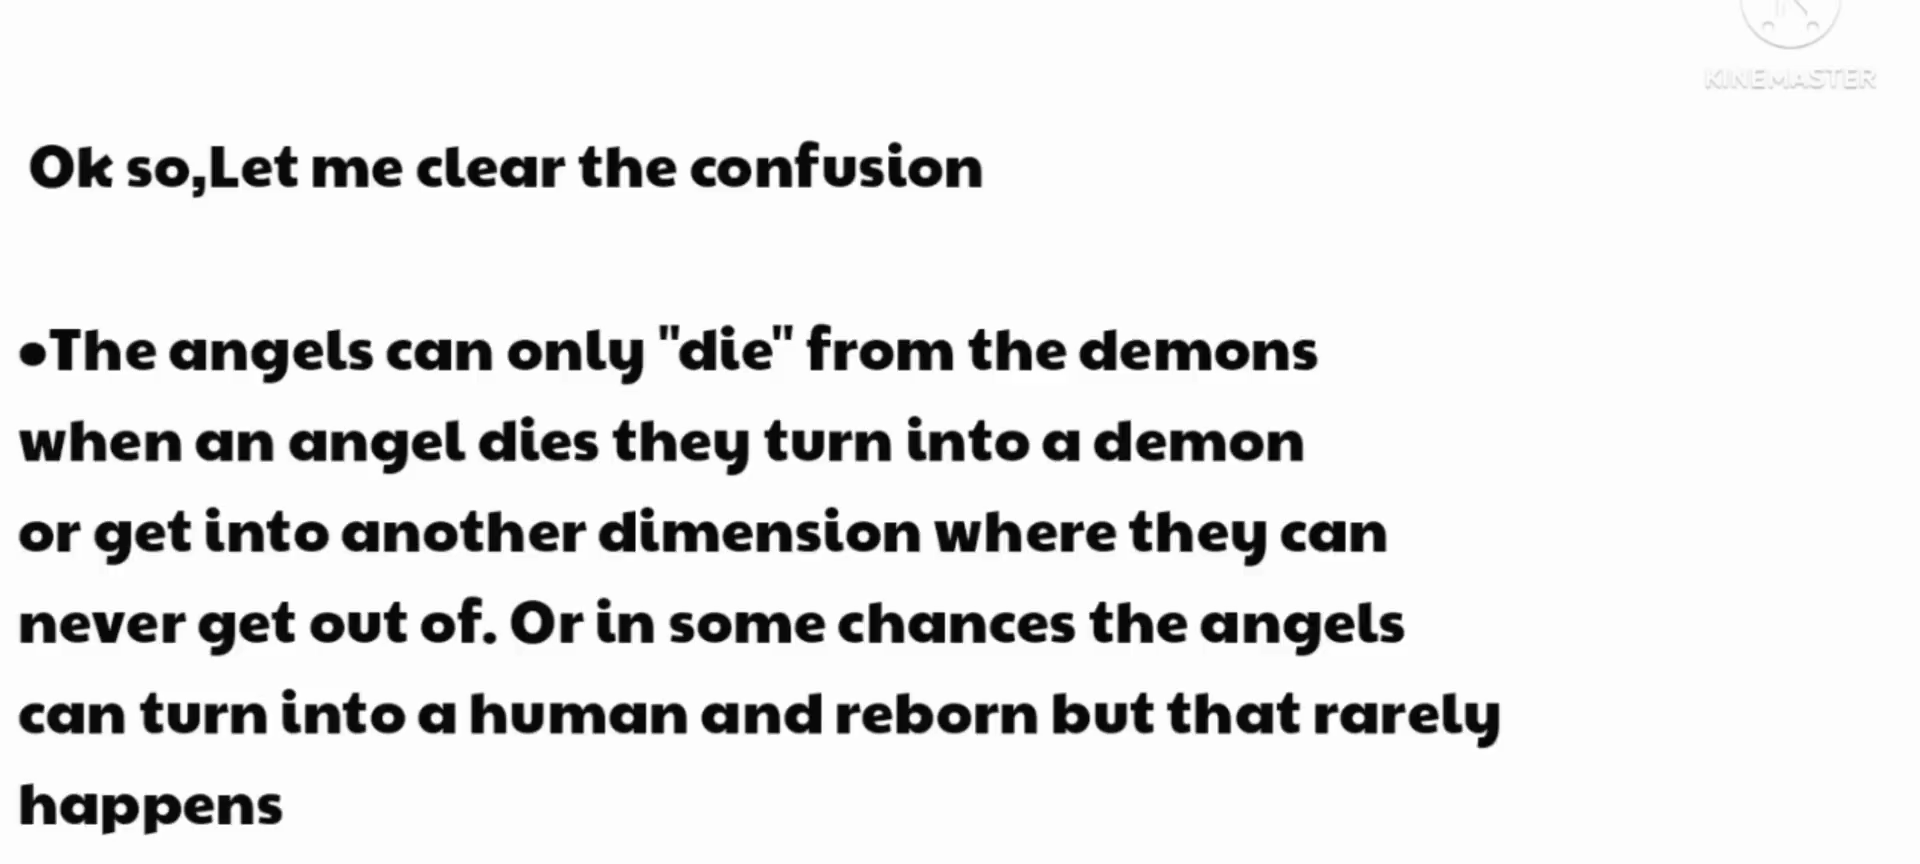 KINEMASTER
Ok so,Let me clear the confusion
●The angels can only "die" from the demons
when an angel dies they turn into a demon
or get into another dimension where they can
never get out of. Or in some chances the angels
can turn into a human and reborn but that rarely
happens